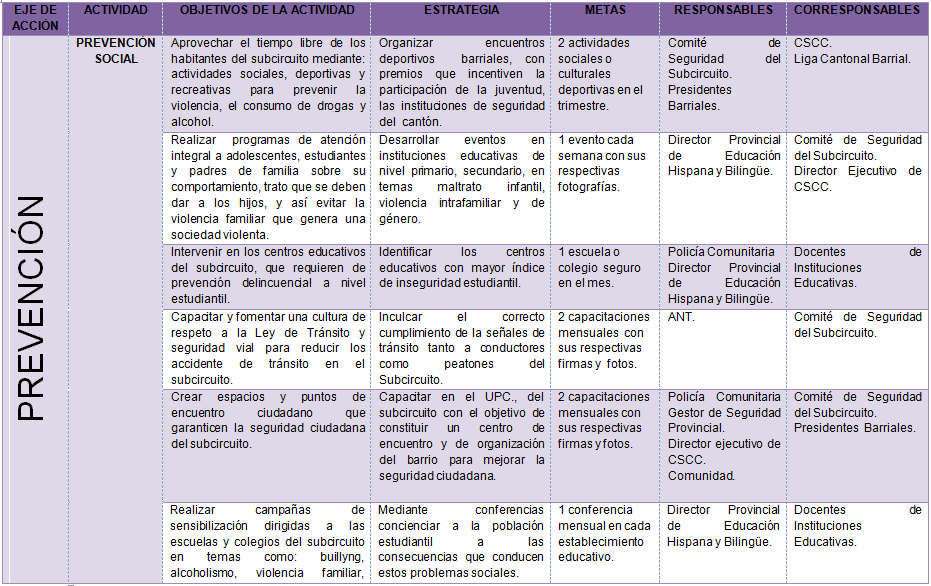 EJE DE
ACCIÓN
ACTIVIDAD
OBJETIVOS DE LA ACTIVIDAD
ESTRATEGIA
METAS
RESPONSABLES
CORRESPONSABLES
PREVENCIÓN
PREVENCIÓN
SOCIAL
Aprovechar el tiempo libre de los
habitantes del subcircuito mediante:
actividades sociales, deportivas y
recreativas para prevenir la
violencia, el consumo de drogas y
alcohol.
Organizar encuentros
deportivos barriales, con
premios que incentiven la
participación de la juventud,
las instituciones de seguridad
del cantón.
2 actividades
sociales o
culturales
deportivas en el
trimestre.
Comité de
Seguridad del
Subcircuito.
Presidentes
Barriales.
CSCC.
Liga Cantonal Barrial.
Realizar programas de atención
integral a adolescentes, estudiantes
y padres de familia sobre su
comportamiento, trato que se deben
dar a los hijos, y así evitar la
violencia familiar que genera una
sociedad violenta.
Desarrollar eventos en
instituciones educativas de
nivel primario, secundario, en
temas maltrato infantil,
violencia intrafamiliar y de
género.
1 evento cada
semana con sus
respectivas
fotografías.
Director Provincial
de Educación
Hispana y Bilingüe.
Comité de Seguridad
del Subcircuito.
Director Ejecutivo de
CSCC.
Intervenir en los centros educativos
del subcircuito, que requieren de
prevención delincuencial a nivel
estudiantil.
Identificar los centros
educativos con mayor índice
de inseguridad estudiantil.
1 escuela o
colegio seguro
en el mes.
Policía Comunitaria
Director Provincial
de Educación
Hispana y Bilingüe.
Docentes de
Instituciones
Educativas.
Capacitar y fomentar una cultura de
respeto a la Ley de Tránsito y
seguridad vial para reducir los
accidente de tránsito en el
subcircuito.
Inculcar el correcto
cumplimiento de la señales de
tránsito tanto a conductores
como peatones del
Subcircuito.
2 capacitaciones
mensuales con
sus respectivas
firmas y fotos.
ANT.
Comité de Seguridad
del Subcircuito.
Crear espacios y puntos de
encuentro ciudadano que
garanticen la seguridad ciudadana
del subcircuito.
Capacitar en el UPC., del
subcircuito con el objetivo de
constituir un centro de
encuentro y de organización
del barrio para mejorar la
seguridad ciudadana.
2 capacitaciones
mensuales con
sus respectivas
firmas y fotos.
Policía Comunitaria
Gestor de Seguridad
Provincial.
Director ejecutivo de
CSCC.
Comunidad.
Comité de Seguridad
del Subcircuito.
Presidentes Barriales.
Realizar campañas de
sensibilización dirigidas a las
escuelas y colegios del subcircuito
en temas como: buillyng,
alcoholismo, violencia familiar,
Mediante conferencias
concienciar a la población
estudiantil a las
consecuencias que conducen
estos problemas sociales.
1 conferencia
mensual en cada
establecimiento
educativo.
Director Provincial
de Educación
Hispana y Bilingüe.
Docentes de
Instituciones
Educativas.